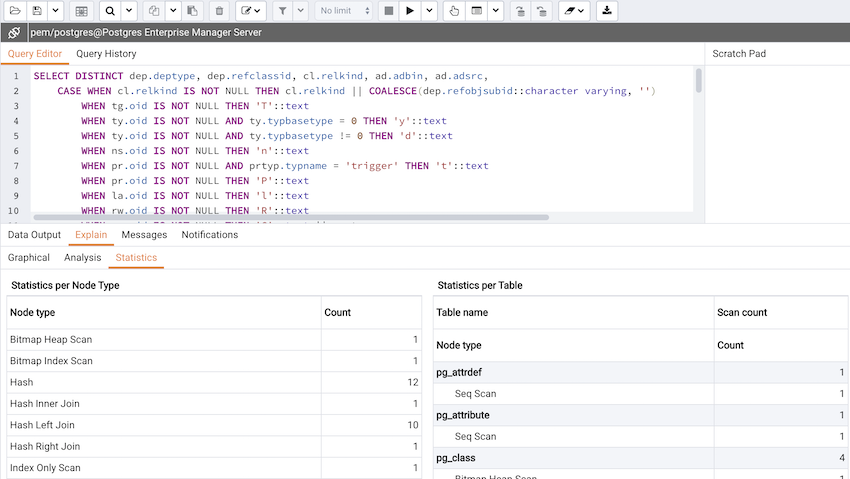 No limit
pem/postgres@Postgres Enterprise Manager Server
Query Editor Query History
Scratch Pad
1 SELECT DISTINCT dep.deptype, dep.refclassid, cl.relkind, ad.adbin, ad.adsrc,
2 CASE WHEN cl.relkind IS NOT NULL THEN cl.relkind || COALESCE(dep.refobjsubid::character varying, '')
3 WHEN tg.oid IS NOT NULL THEN 'T'::text
4 WHEN ty.oid IS NOT NULL AND ty.typbasetype = 0 THEN 'y'::text
5 WHEN ty.oid IS NOT NULL AND ty.typbasetype != 0 THEN 'd'::text
6 WHEN ns.oid IS NOT NULL THEN 'n'::text
7 WHEN pr.oid IS NOT NULL AND prtyp.typname = 'trigger' THEN 't'::text
8 WHEN pr.oid IS NOT NULL THEN 'P'::text
9 WHEN la.oid IS NOT NULL THEN 'l'::text
10 WHEN rw.oid IS NOT NULL THEN 'R'::text
Data Output Explain Messages Notifications
Graphical Analysis Statistics
Statistics per Node Type
Node type Count
Bitmap Heap Scan 1
Bitmap Index Scan 1
Hash 12
Hash Inner Join 1
Hash Left Join 10
Hash Right Join 1
Index Only Scan 1
Statistics per Table
Table name Scan count
Node type Count
pg_attrdef 1
Seq Scan 1
pg_attribute 1
Seq Scan 1
pg_class 4
Bitmap Heap Scan 1